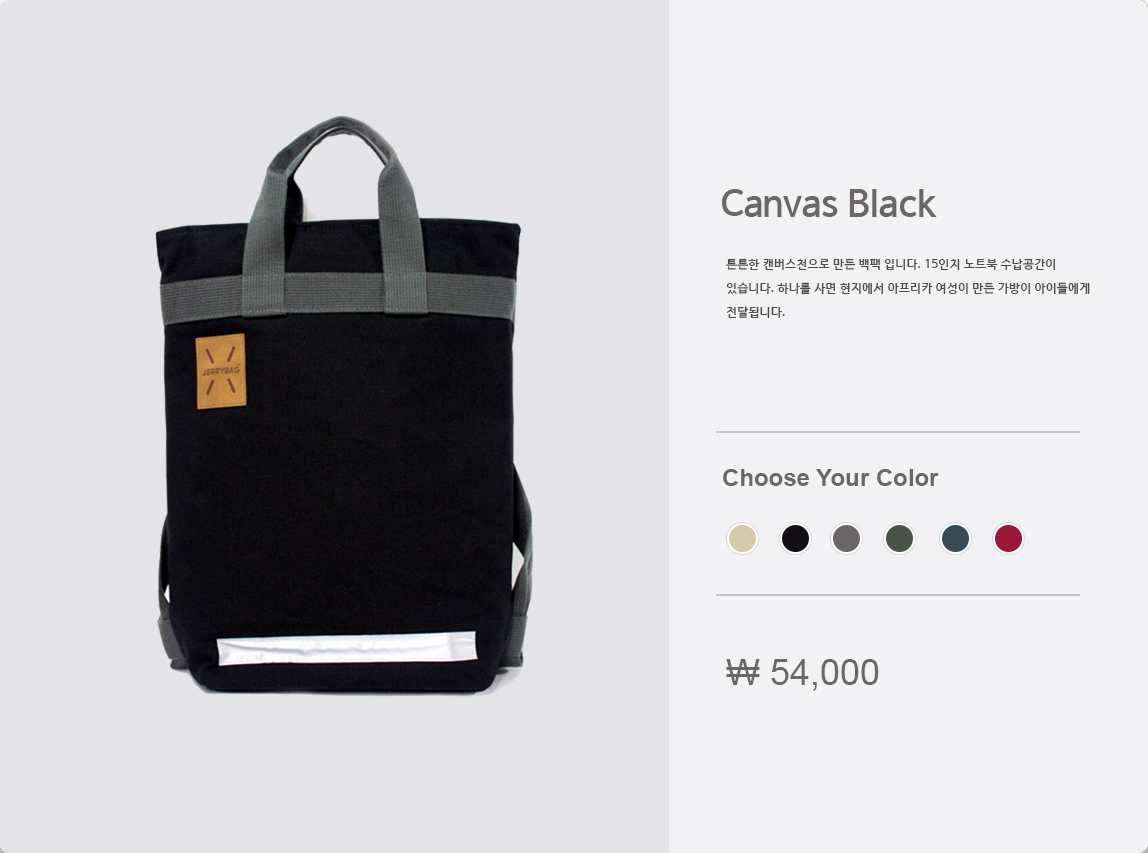 JERRYBAG
Canvas Black
튼튼한 캔버스천으로 만든 백팩 입니다. 15인치 노트북 수납공간이
있습니다. 하나를 사면 현지에서 아프리카 여성이 만든 가방이 아이들에게
전달됩니다.
Choose Your Color
₩ 54,000